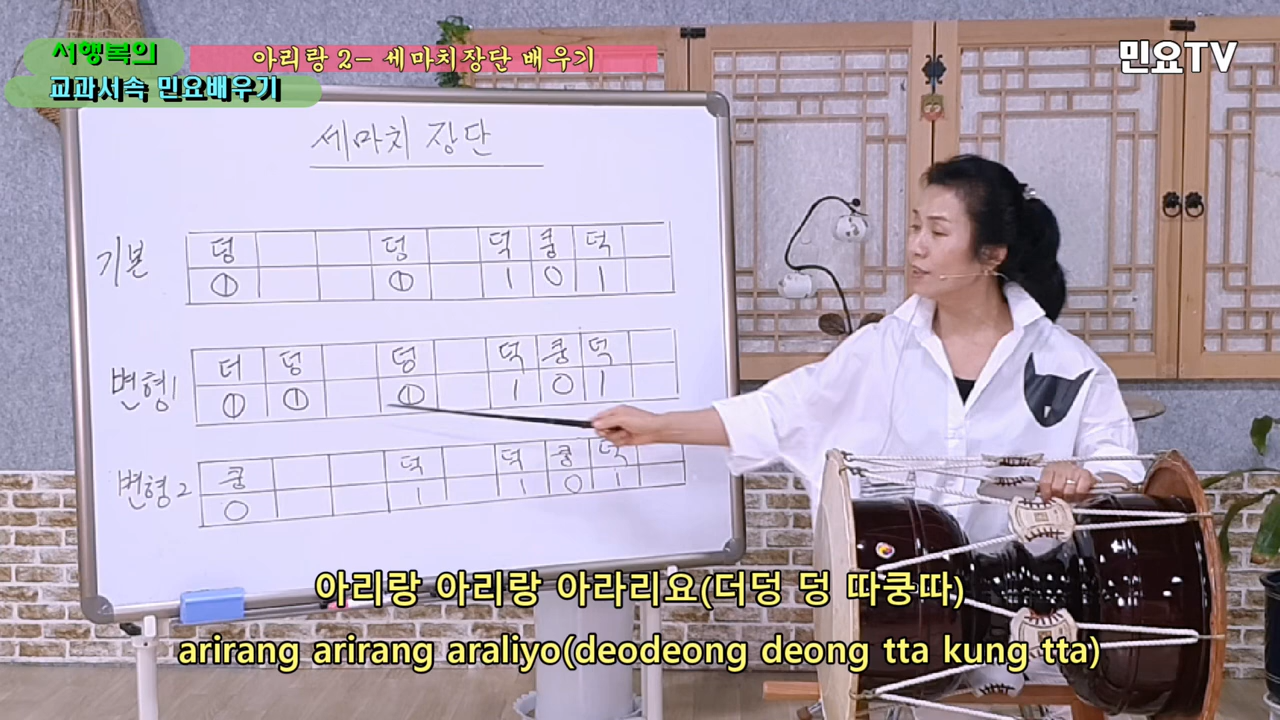 서행복의
교과서속 민요배우기
아리랑 2- 세마치장단 배우기
민요TV
세마치 장단
기본
덩 덩 덕 쿵 덕
변형1
더 덩 덩 덕 쿵 덕
변형2
쿵 덕 덕 쿵 덕
아리랑 아리랑 아라리요(더덩 덩 따쿵따)
arirang arirang araliyo(deodeong deong tta kung tta)